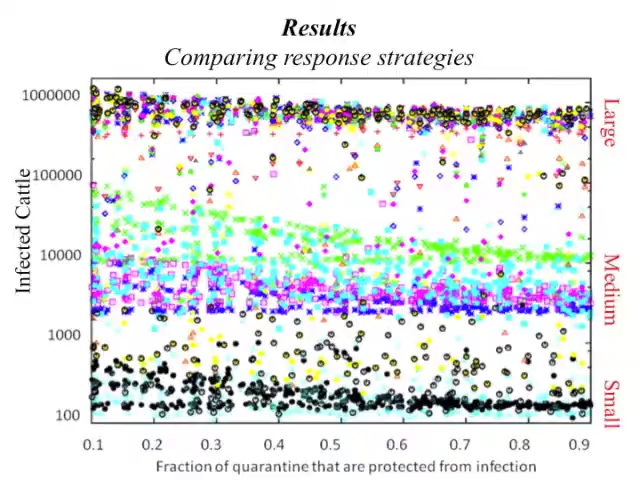 Results
Comparing response strategies
Infected Cattle
1000000
100000
10000
1000
100
Large
Medium
Small
0.1 0.2 0.3 0.4 0.5 0.6 0.7 0.8 0.9
Fraction of quarantine that are protected from infection